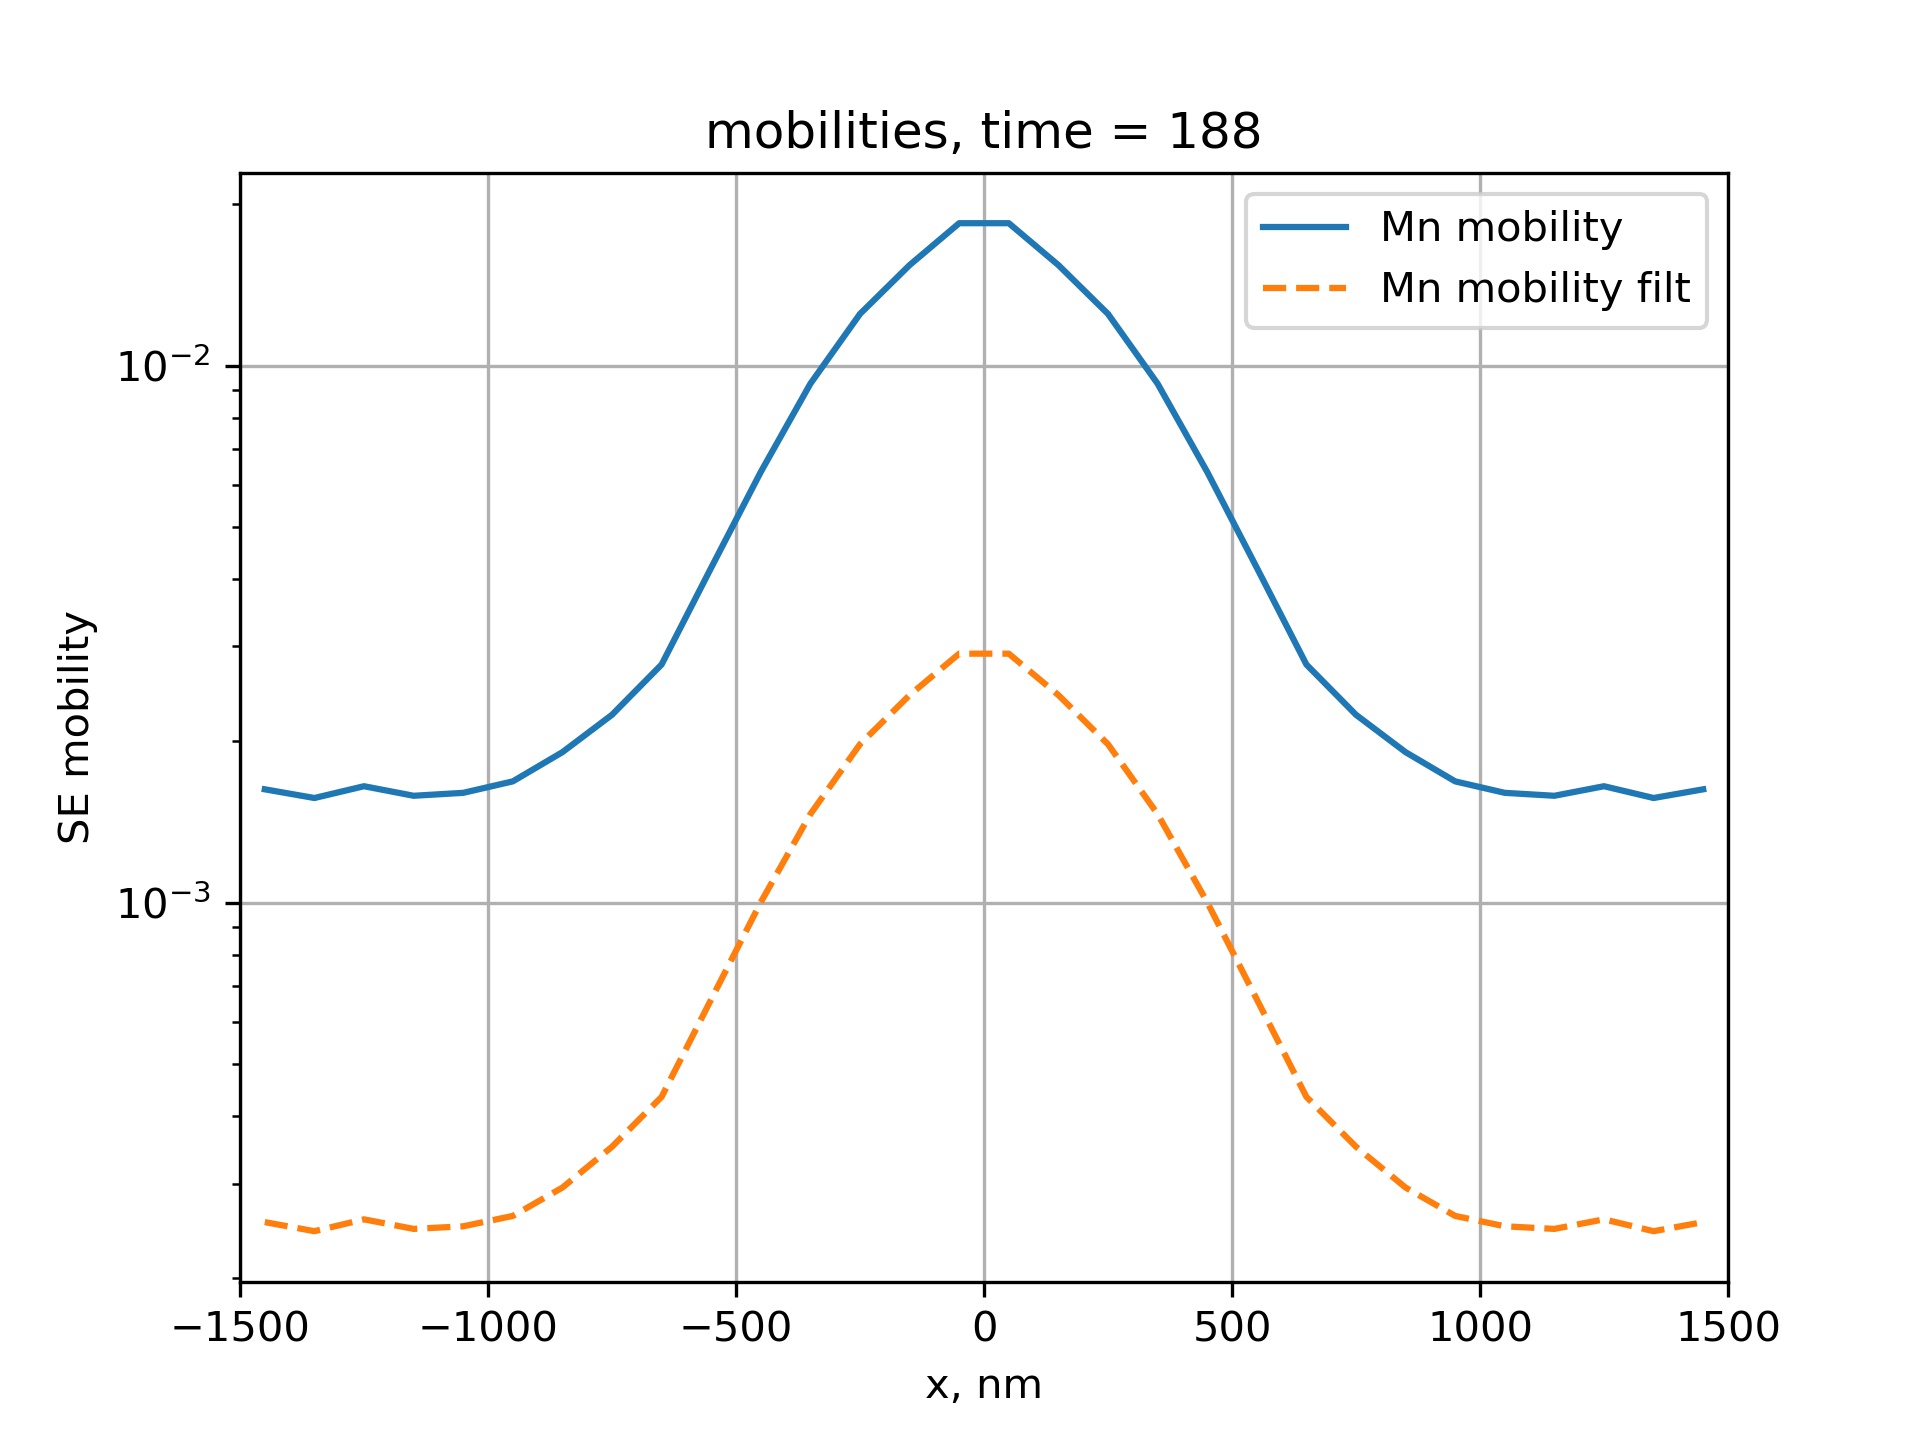 mobilities, time = 188
Mn mobility
Mn mobility filt
SE mobility
10⁻²
10⁻³
−1500 −1000 −500 0 500 1000 1500
x, nm